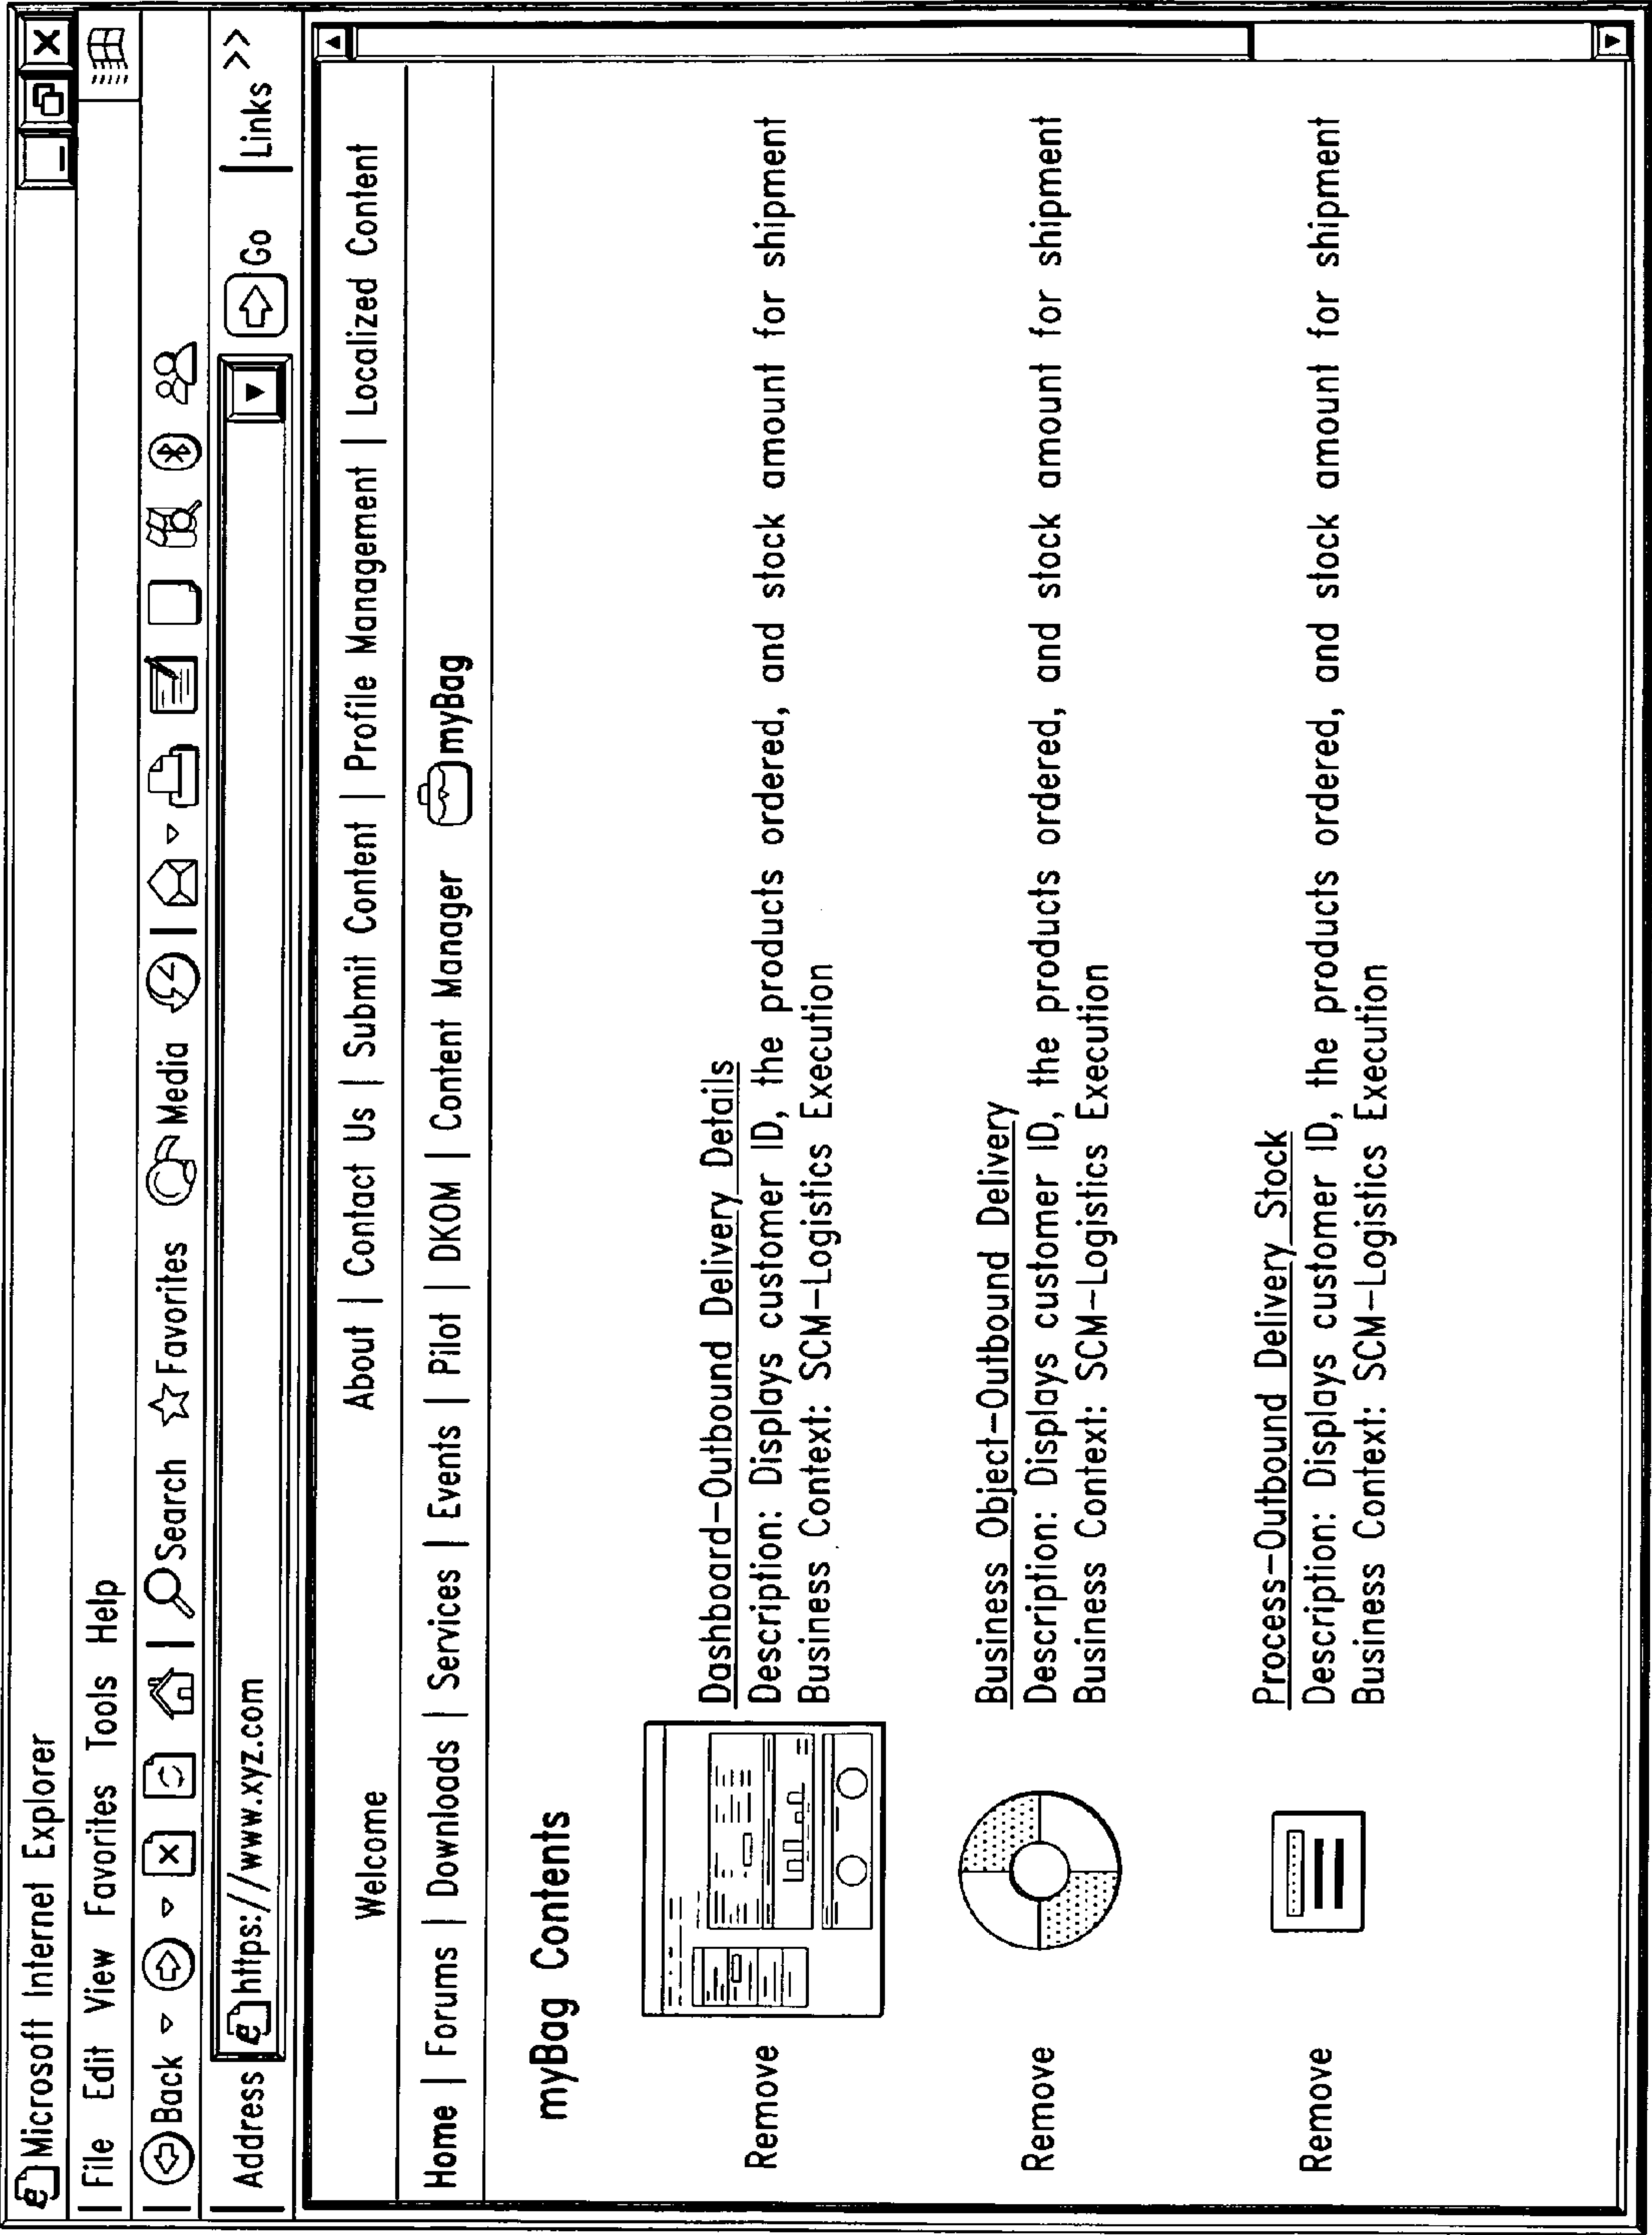 Microsoft Internet Explorer
File Edit View Favorites Tools Help
Back Search Favorites Media
Address https://www.xyz.com Go Links >>
Welcome About | Contact Us | Submit Content | Profile Management | Localized Content
Home | Forums | Downloads | Services | Events | Pilot | DKOM | Content Manager myBag
myBag Contents
Remove
Dashboard-Outbound Delivery Details
Description: Displays customer ID, the products ordered, and stock amount for shipment
Business Context: SCM-Logistics Execution
Remove
Business Object-Outbound Delivery
Description: Displays customer ID, the products ordered, and stock amount for shipment
Business Context: SCM-Logistics Execution
Remove
Process-Outbound Delivery Stock
Description: Displays customer ID, the products ordered, and stock amount for shipment
Business Context: SCM-Logistics Execution